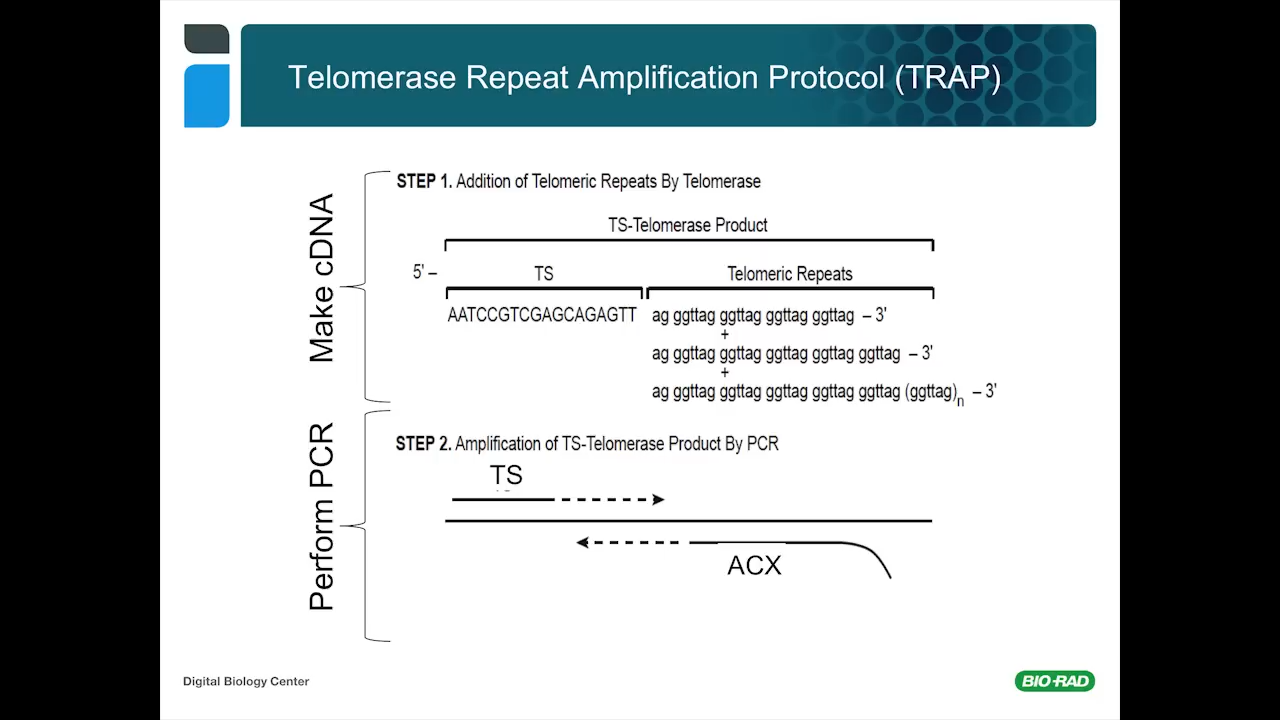 Telomerase Repeat Amplification Protocol (TRAP)
Make cDNA
STEP 1. Addition of Telomeric Repeats By Telomerase
TS-Telomerase Product
5' – TS Telomeric Repeats
AATCCGTCGAGCAGAGTT ag ggttag ggttag ggttag ggttag – 3'
+
ag ggttag ggttag ggttag ggttag ggttag – 3'
+
ag ggttag ggttag ggttag ggttag ggttag (ggttag)n – 3'
Perform PCR
STEP 2. Amplification of TS-Telomerase Product By PCR
TS
ACX
Digital Biology Center
BIO-RAD